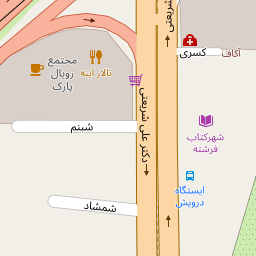 شریعتی
کسری
آکاف
مجتمع
رویال
پارک
تالار آینه
دکتر علی شریعتی
شبنم
شهرکتاب
فرشته
ایستگاه
درویش
شمشاد